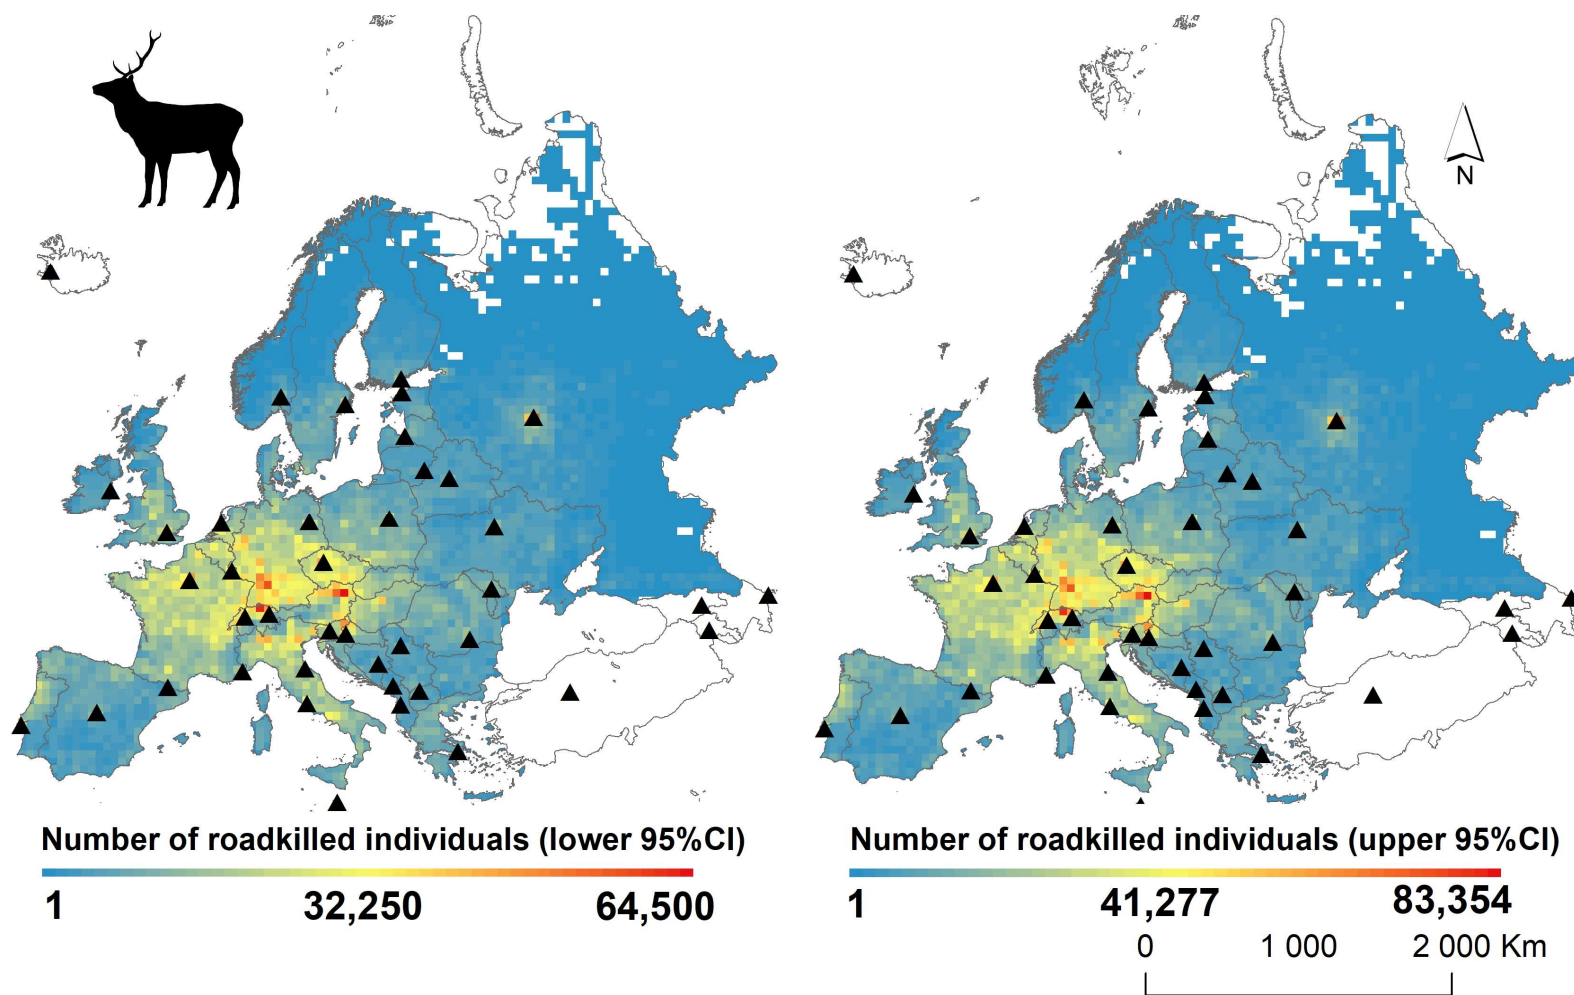 N
Number of roadkilled individuals (lower 95%CI)
1 32,250 64,500
Number of roadkilled individuals (upper 95%CI)
1 41,277 83,354
0 1 000 2 000 Km